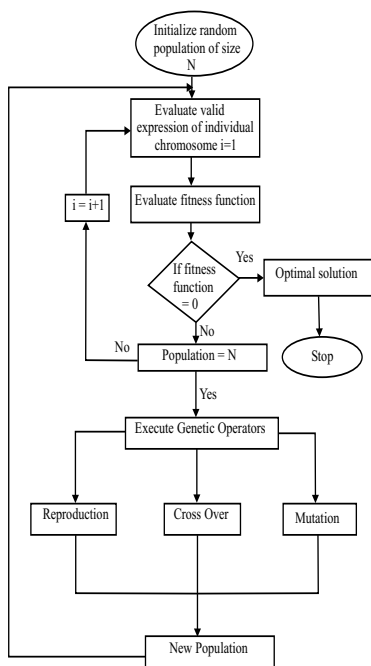 Initialize random
population of size
N
Evaluate valid
expression of individual
chromosome i=1
Evaluate fitness function
i = i+1
If fitness
function
= 0
Yes
Optimal solution
No
Stop
No
Population = N
Yes
Execute Genetic Operators
Reproduction
Cross Over
Mutation
New Population